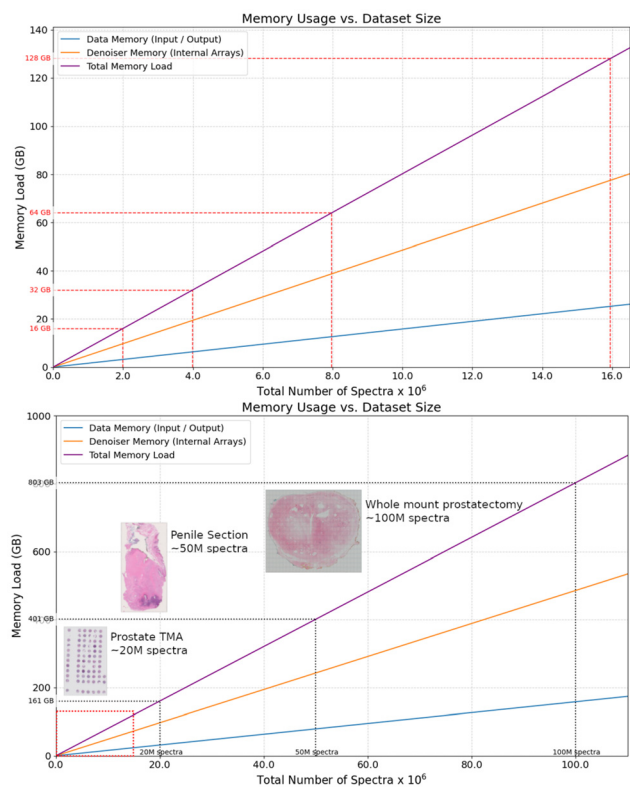 Memory Usage vs. Dataset Size
140
Data Memory (Input / Output)
Denoiser Memory (Internal Arrays)
Total Memory Load
128 GB
120
100
80
64 GB
60
40
32 GB
20
16 GB
0
Memory Load (GB)
0.0 2.0 4.0 6.0 8.0 10.0 12.0 14.0 16.0
Total Number of Spectra x 10⁶
Memory Usage vs. Dataset Size
1000
Data Memory (Input / Output)
Denoiser Memory (Internal Arrays)
Total Memory Load
803 GB
Whole mount prostatectomy
~100M spectra
Penile Section
~50M spectra
600
401 GB
Prostate TMA
~20M spectra
200
161 GB
0
Memory Load (GB)
20M spectra 50M spectra 100M spectra
0.0 20.0 40.0 60.0 80.0 100.0
Total Number of Spectra x 10⁶